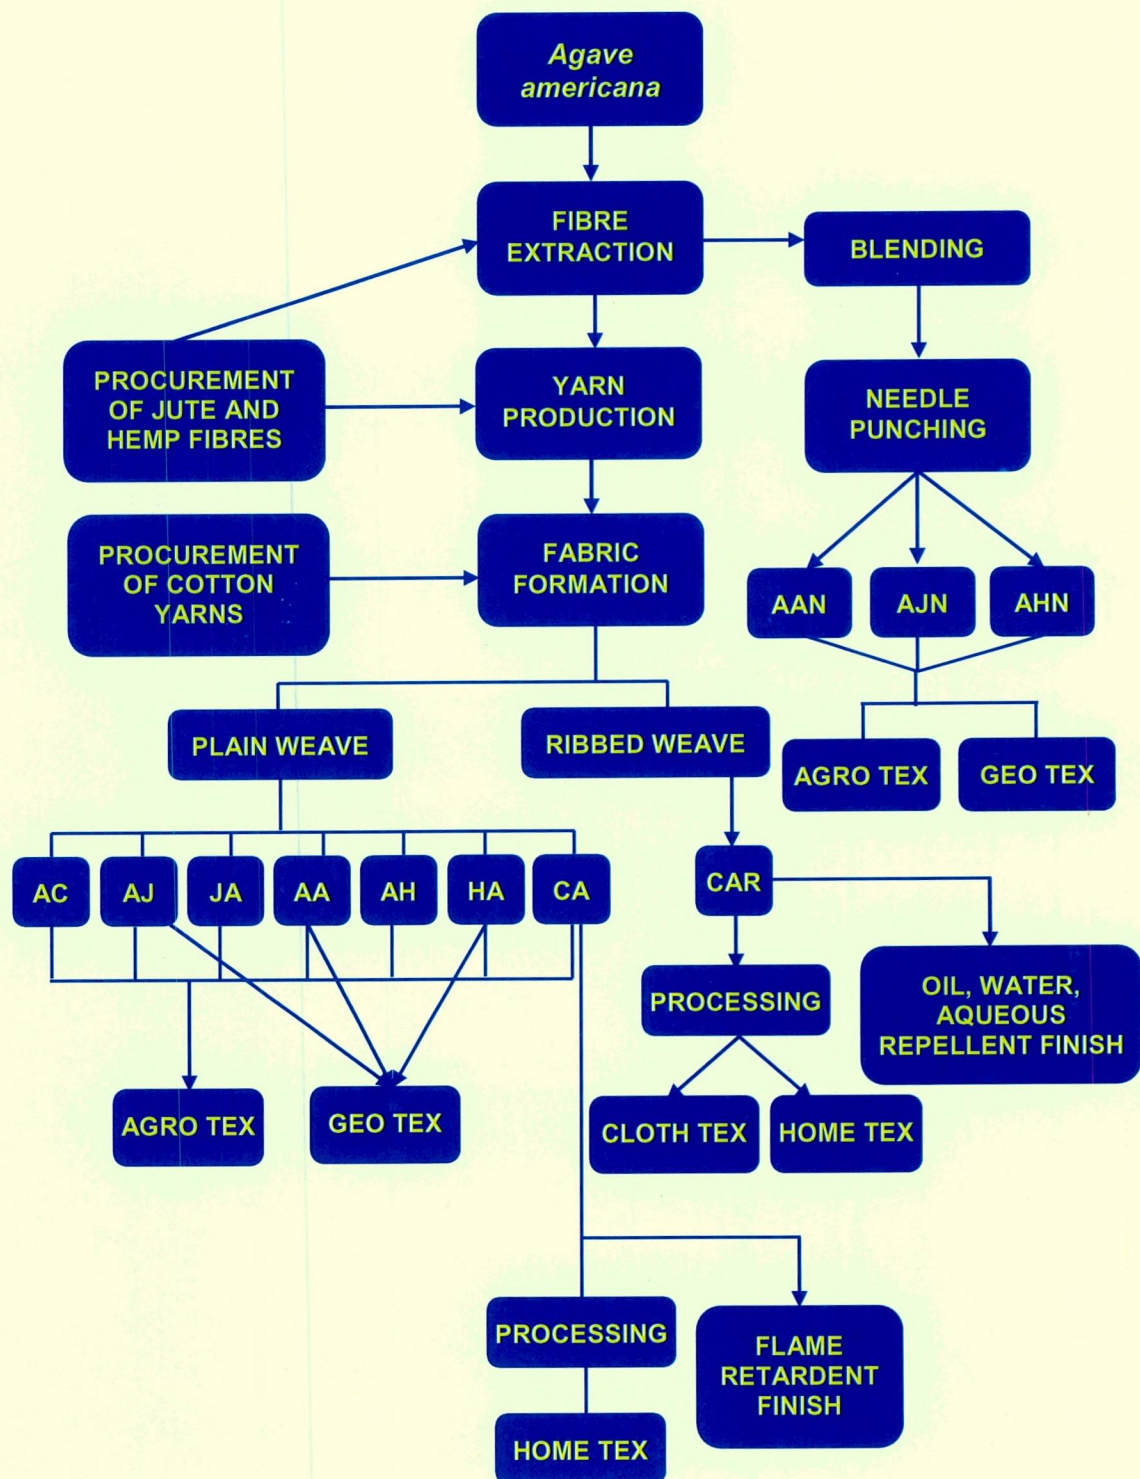 Agave
americana
FIBRE
EXTRACTION
BLENDING
PROCUREMENT
OF JUTE AND
HEMP FIBRES
YARN
PRODUCTION
NEEDLE
PUNCHING
PROCUREMENT
OF COTTON
YARNS
FABRIC
FORMATION
AAN
AJN
AHN
PLAIN WEAVE
RIBBED WEAVE
AGRO TEX
GEO TEX
AC
AJ
JA
AA
AH
HA
CA
CAR
PROCESSING
OIL, WATER,
AQUEOUS
REPELLENT FINISH
AGRO TEX
GEO TEX
CLOTH TEX
HOME TEX
PROCESSING
FLAME
RETARDENT
FINISH
HOME TEX